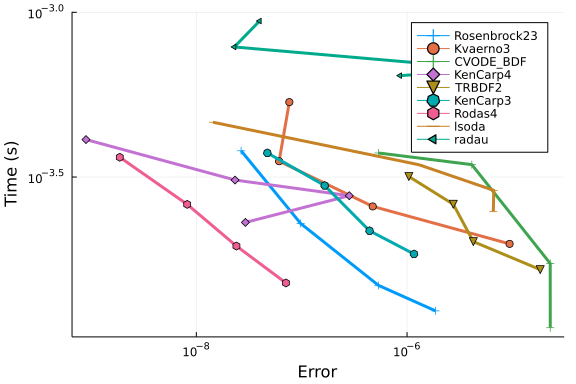 10⁻³·⁰
10⁻³·⁵
Time (s)
Rosenbrock23
Kvaerno3
CVODE_BDF
KenCarp4
TRBDF2
KenCarp3
Rodas4
lsoda
radau
10⁻⁸
10⁻⁶
Error